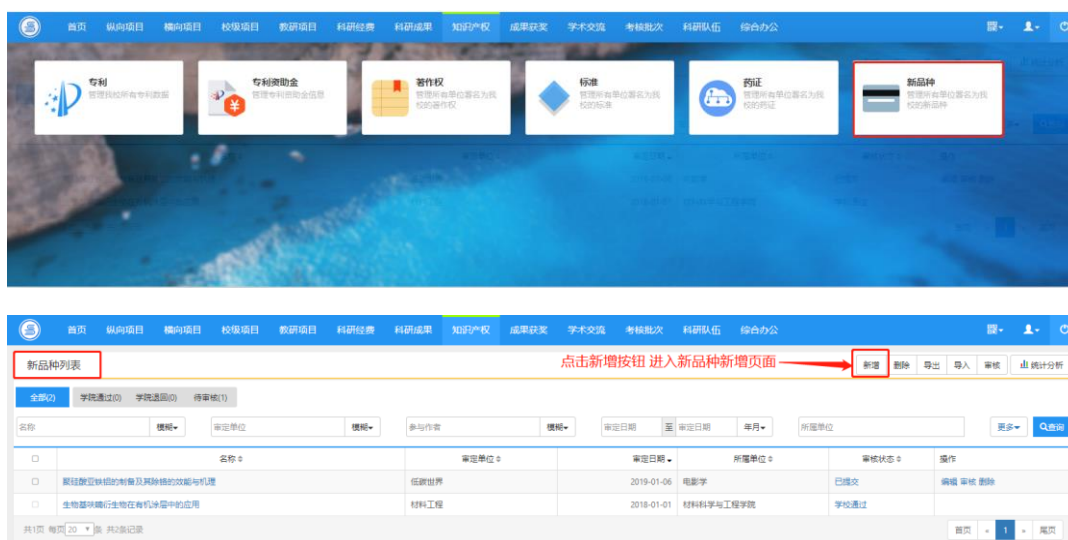 首页 纵向项目 横向项目 校级项目 教研项目 科研经费 科研成果 知识产权 成果获奖 学术交流 考核批次 科研队伍 综合办公
专利 专利资助金 著作权 标准 药证 新品种
管理我校所有专利数据 管理专利资助金信息 管理所有单位署名为我校的著作权 管理所有单位署名为我校的标准 管理所有单位署名为我校的药证 管理所有单位署名为我校的新品种
首页 纵向项目 横向项目 校级项目 教研项目 科研经费 科研成果 知识产权 成果获奖 学术交流 考核批次 科研队伍 综合办公
新品种列表 点击新增按钮 进入新品种新增页面 新增 删除 导出 导入 审核 统计分析
全部(2) 学院通过(0) 学院退回(0) 待审核(1)
名称 模糊 审定单位 模糊 参与作者 模糊 审定日期 至 审定日期 年月 所属单位 更多 查询
名称 审定单位 审定日期 所属单位 审核状态 操作
聚硅酸亚铁铝的制备及其除铬的效能与机理 低碳世界 2019-01-06 电影学 已提交 编辑 审核 删除
生物基呋喃衍生物在有机涂层中的应用 材料工程 2018-01-01 材料科学与工程学院 学校通过
共1页 每页 20 条 共2条记录 首页 « 1 » 尾页